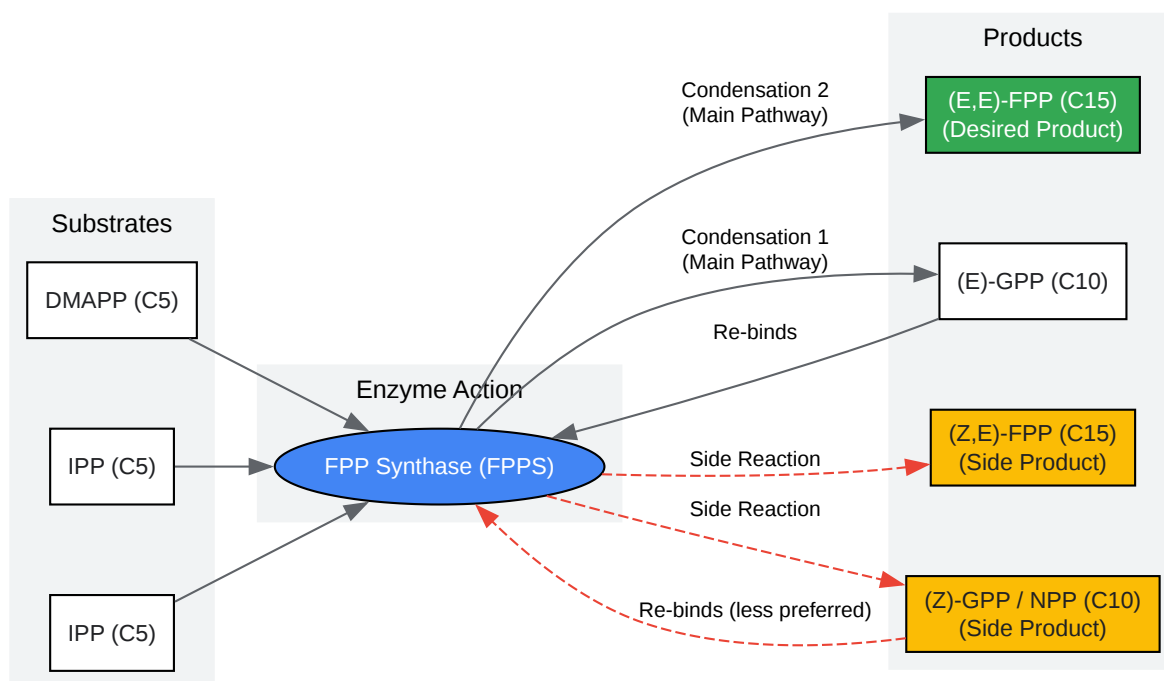 Substrates
DMAPP (C5)
IPP (C5)
IPP (C5)
Enzyme Action
FPP Synthase (FPPS)
Condensation 2
(Main Pathway)
Condensation 1
(Main Pathway)
Re-binds
Side Reaction
Side Reaction
Re-binds (less preferred)
Products
(E,E)-FPP (C15)
(Desired Product)
(E)-GPP (C10)
(Z,E)-FPP (C15)
(Side Product)
(Z)-GPP / NPP (C10)
(Side Product)